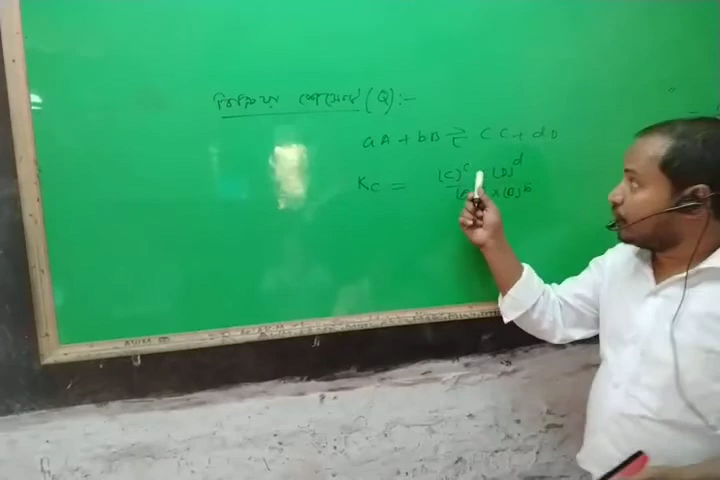 বিক্রিয়া (Q) :-
aA + bB ⇌ cC + dD
Kc = [C]^c [D]^d / × [B]^b